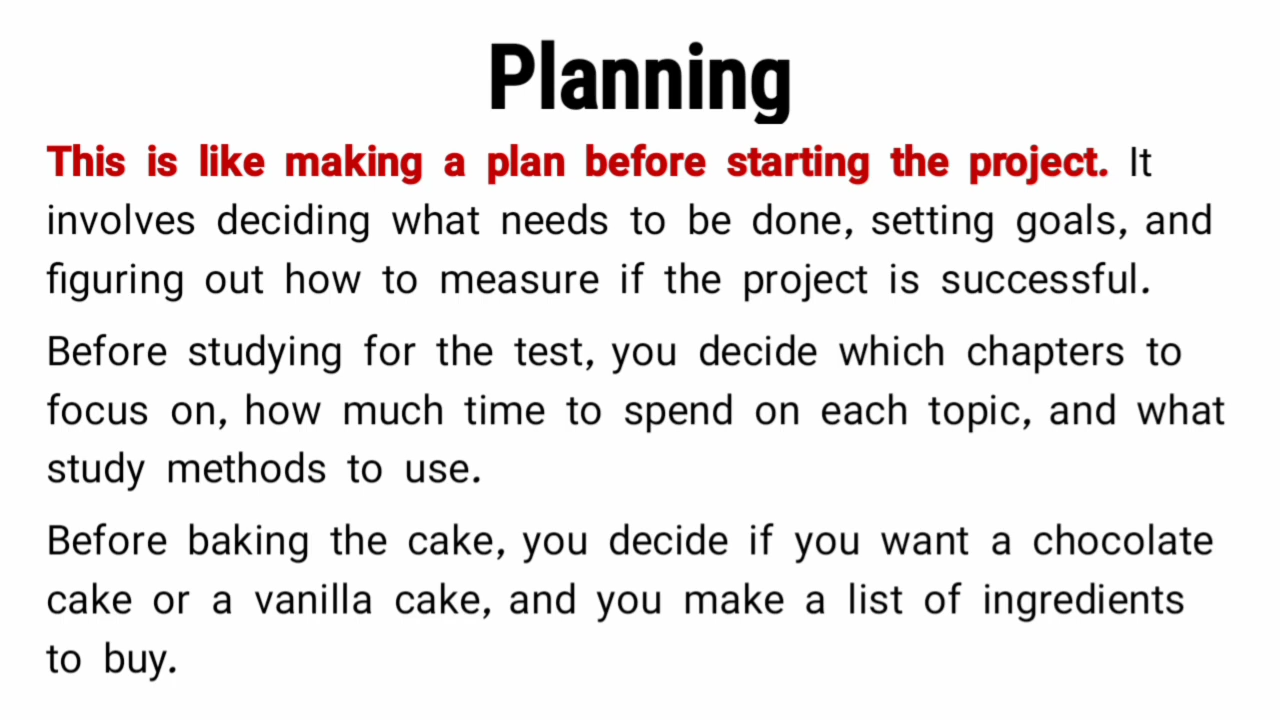 Planning
This is like making a plan before starting the project. It
involves deciding what needs to be done, setting goals, and
figuring out how to measure if the project is successful.
Before studying for the test, you decide which chapters to
focus on, how much time to spend on each topic, and what
study methods to use.
Before baking the cake, you decide if you want a chocolate
cake or a vanilla cake, and you make a list of ingredients
to buy.